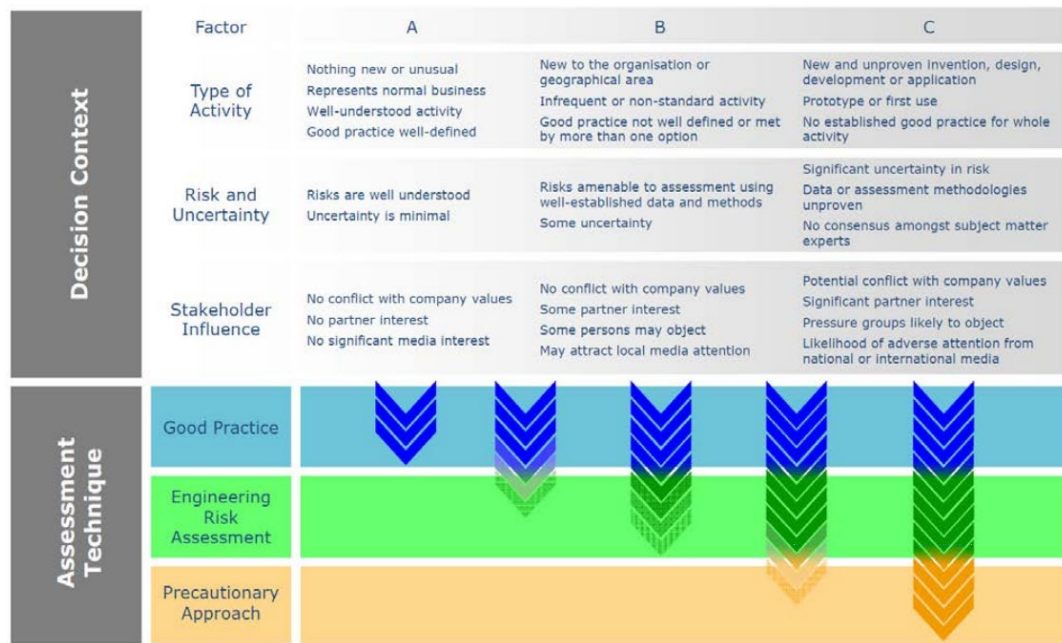 Decision Context
Factor
A
B
C
Type of
Activity
Nothing new or unusual
Represents normal business
Well-understood activity
Good practice well-defined
New to the organisation or
geographical area
Infrequent or non-standard activity
Good practice not well defined or met
by more than one option
New and unproven invention, design,
development or application
Prototype or first use
No established good practice for whole
activity
Risk and
Uncertainty
Risks are well understood
Uncertainty is minimal
Risks amenable to assessment using
well-established data and methods
Some uncertainty
Significant uncertainty in risk
Data or assessment methodologies
unproven
No consensus amongst subject matter
experts
Stakeholder
Influence
No conflict with company values
No partner interest
No significant media interest
No conflict with company values
Some partner interest
Some persons may object
May attract local media attention
Potential conflict with company values
Significant partner interest
Pressure groups likely to object
Likelihood of adverse attention from
national or international media
Assessment
Technique
Good Practice
Engineering
Risk
Assessment
Precautionary
Approach